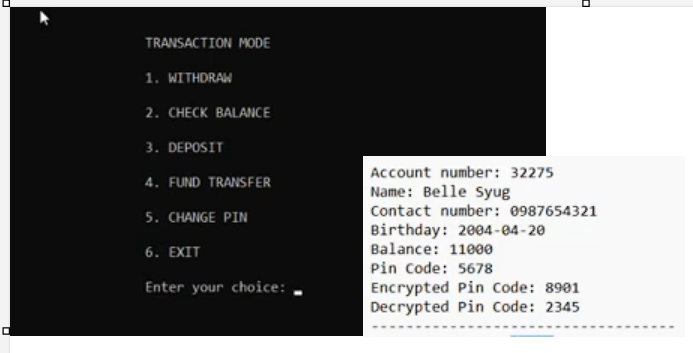 TRANSACTION MODE
1. WITHDRAW
2. CHECK BALANCE
3. DEPOSIT
4. FUND TRANSFER
5. CHANGE PIN
6. EXIT
Enter your choice: _
Account number: 32275
Name: Belle Syug
Contact number: 0987654321
Birthday: 2004-04-20
Balance: 11000
Pin Code: 5678
Encrypted Pin Code: 8901
Decrypted Pin Code: 2345
-----------------------------------